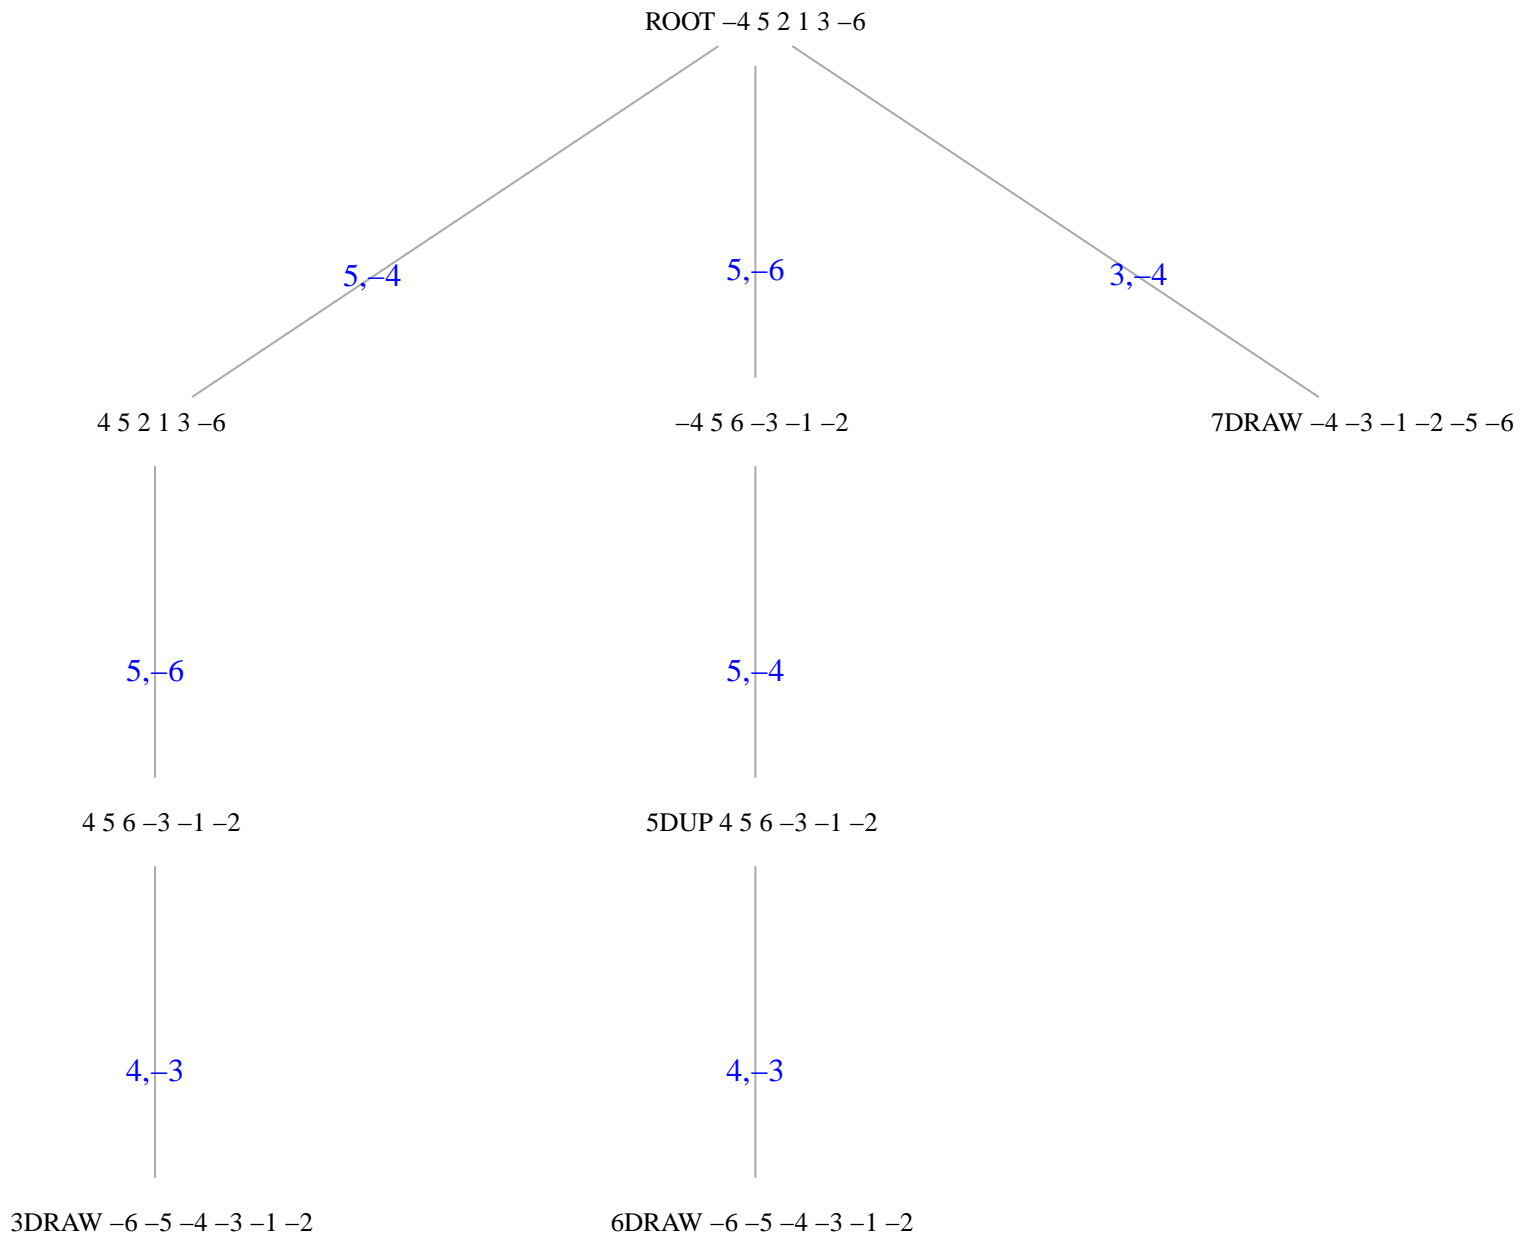 ROOT –4 5 2 1 3 –6
5,–4
5,–6
3,–4
4 5 2 1 3 –6
–4 5 6 –3 –1 –2
7DRAW –4 –3 –1 –2 –5 –6
5,–6
5,–4
4 5 6 –3 –1 –2
5DUP 4 5 6 –3 –1 –2
4,–3
4,–3
3DRAW –6 –5 –4 –3 –1 –2
6DRAW –6 –5 –4 –3 –1 –2